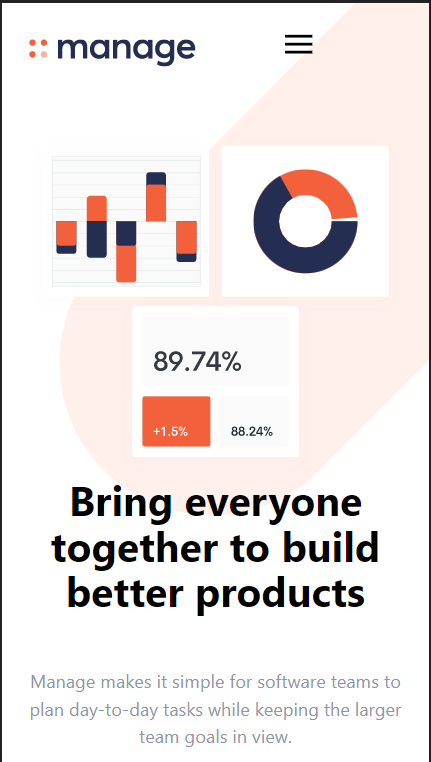 manage
89.74%
+1.5%
88.24%
Bring everyone
together to build
better products
Manage makes it simple for software teams to
plan day-to-day tasks while keeping the larger
team goals in view.